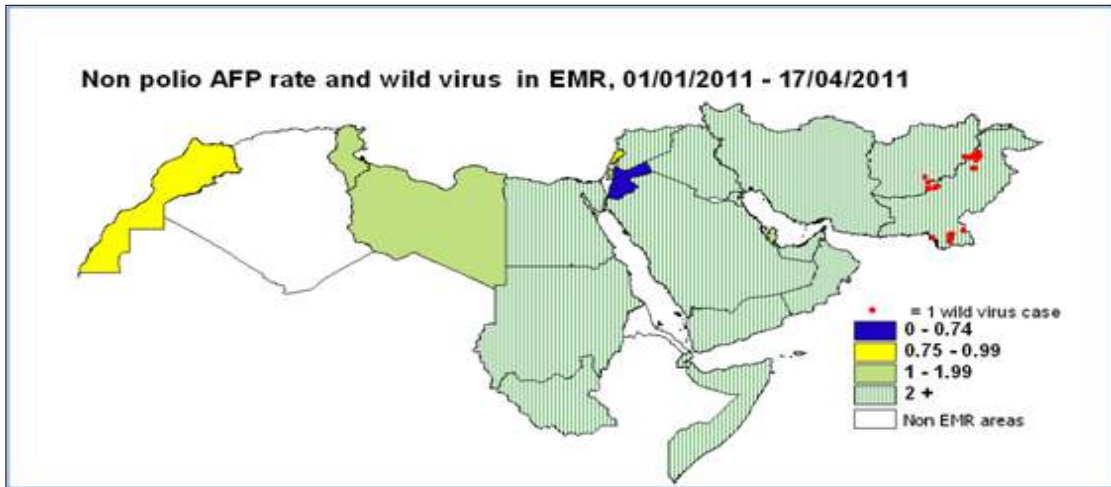 Non polio AFP rate and wild virus in EMR, 01/01/2011 - 17/04/2011
= 1 wild virus case
0 - 0.74
0.75 - 0.99
1 - 1.99
2 +
Non EMR areas